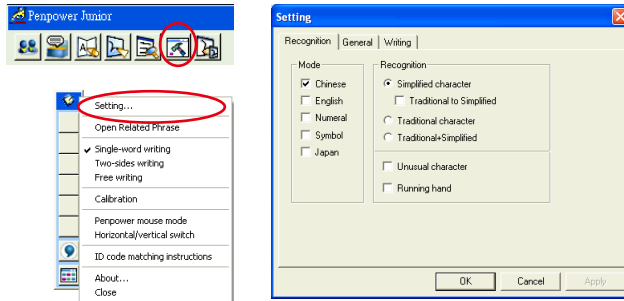 Penpower Junior
Setting...
Open Related Phrase
Single-word writing
Two-sides writing
Free writing
Calibration
Penpower mouse mode
Horizontal/vertical switch
ID code matching instructions
About...
Close
Setting
Recognition General Writing
Mode
Chinese
English
Numeral
Symbol
Japan
Recognition
Simplified character
Traditional to Simplified
Traditional character
Traditional+Simplified
Unusual character
Running hand
OK Cancel Apply